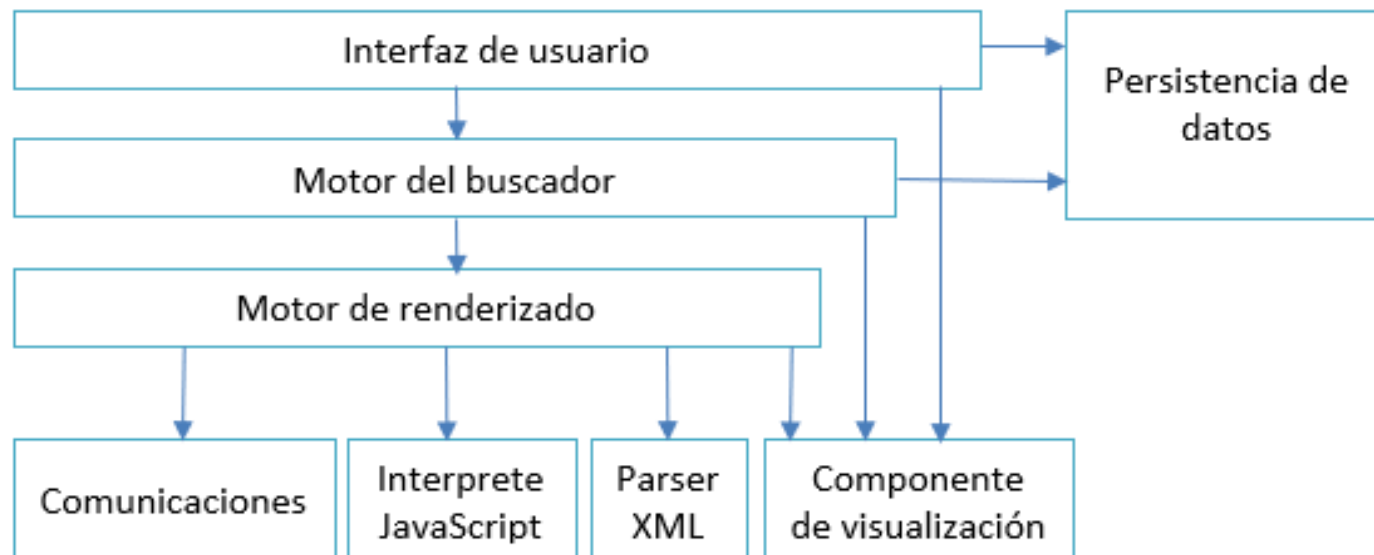 Interfaz de usuario
Persistencia de
datos
Motor del buscador
Motor de renderizado
Comunicaciones
Interprete
JavaScript
Parser
XML
Componente
de visualización